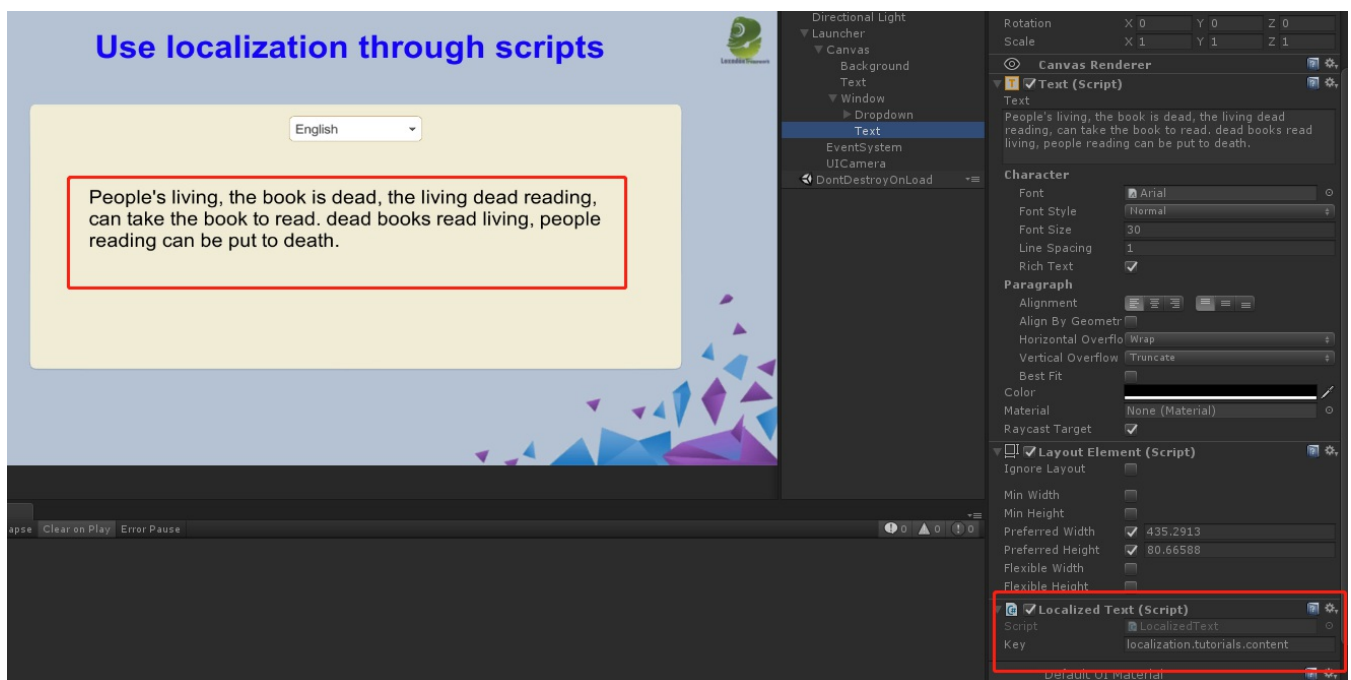 Use localization through scripts
English
People's living, the book is dead, the living dead reading,
can take the book to read. dead books read living, people
reading can be put to death.
apse Clear on Play Error Pause
0 0 0
Directional Light
Launcher
Canvas
Background
Text
Window
Dropdown
Text
EventSystem
UICamera
DontDestroyOnLoad
Rotation X 0 Y 0 Z 0
Scale X 1 Y 1 Z 1
Canvas Renderer
Text (Script)
Text
People's living, the book is dead, the living dead
reading, can take the book to read. dead books read
living, people reading can be put to death.
Character
Font Arial
Font Style Normal
Font Size 30
Line Spacing 1
Rich Text
Paragraph
Alignment
Align By Geometr
Horizontal Overflo Wrap
Vertical Overflow Truncate
Best Fit
Color
Material None (Material)
Raycast Target
Layout Element (Script)
Ignore Layout
Min Width
Min Height
Preferred Width 435.2913
Preferred Height 80.66588
Flexible Width
Flexible Height
Localized Text (Script)
Script LocalizedText
Key localization.tutorials.content
Default UI Material